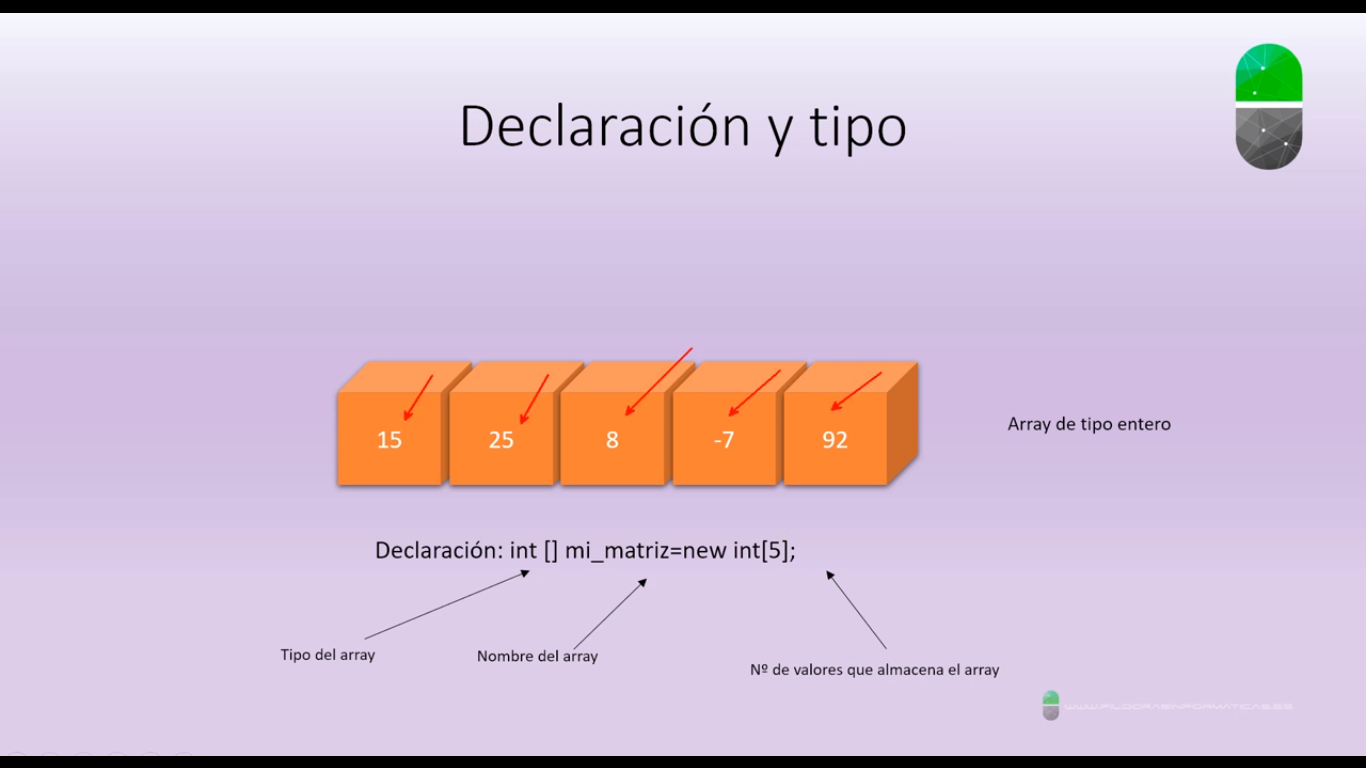 Declaración y tipo
15 25 8 -7 92
Array de tipo entero
Declaración: int [] mi_matriz=new int[5];
Tipo del array
Nombre del array
Nº de valores que almacena el array
WWW.PILDORASINFORMATICAS.ES